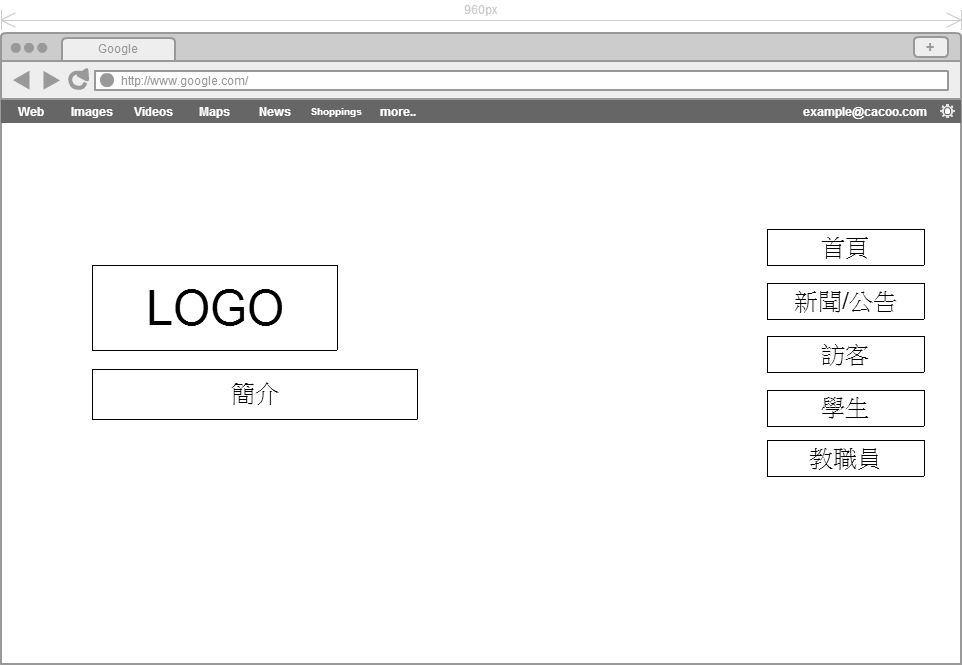 960px
Google
+
http://www.google.com/
Web Images Videos Maps News Shoppings more.. example@cacoo.com
首頁
LOGO
新聞/公告
訪客
簡介
學生
教職員